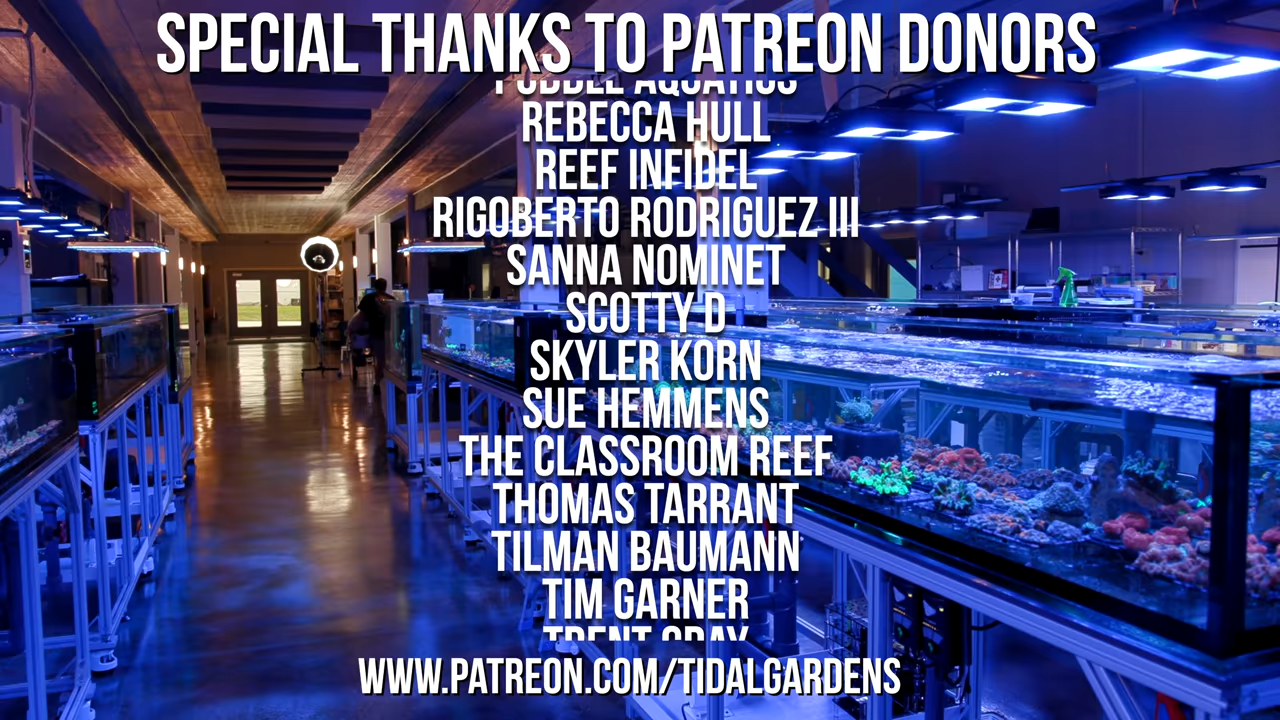 SPECIAL THANKS TO PATREON DONORS
REBECCA HULL
REEF INFIDEL
RIGOBERTO RODRIGUEZ III
SANNA NOMINET
SCOTTY D
SKYLER KORN
SUE HEMMENS
THE CLASSROOM REEF
THOMAS TARRANT
TILMAN BAUMANN
TIM GARNER
WWW.PATREON.COM/TIDALGARDENS